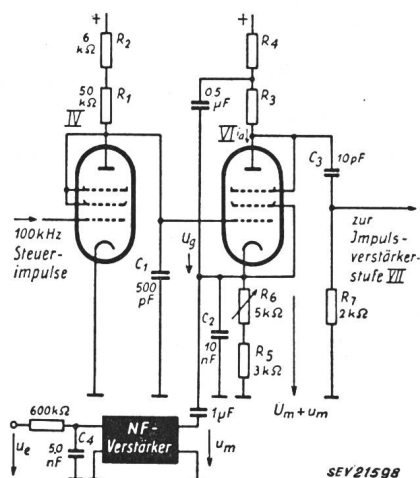 +
+
6
kΩ
R2
R4
50
kΩ
R1
0,5
µF
R3
IV
VI
ia
C3
10pF
100kHz
Steuer-
impulse
C1
500
pF
Ug
zur
Impuls-
verstärker-
stufe VII
C2
10
nF
R6
5kΩ
R5
3kΩ
R7
2kΩ
Um + um
600kΩ
1µF
ue
C4
5,0
nF
NF-
Verstärker
um
SEV21598